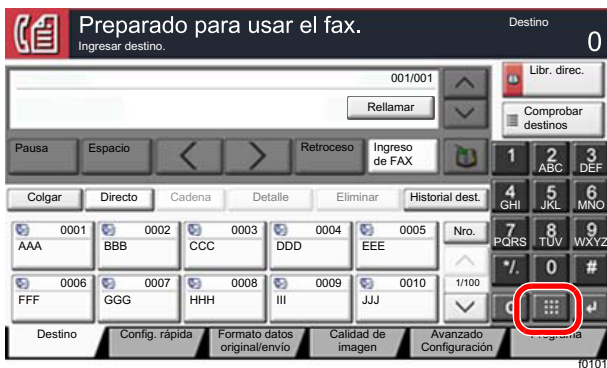 Preparado para usar el fax.
Ingresar destino.
Destino
0
001/001
Libr. direc.
Rellamar
Comprobar
destinos
Pausa
Espacio
Retroceso
Ingreso
de FAX
Colgar
Directo
Cadena
Detalle
Eliminar
Historial dest.
0001
AAA
0002
BBB
0003
CCC
0004
DDD
0005
EEE
Nro.
0006
FFF
0007
GGG
0008
HHH
0009
III
0010
JJJ
1/100
1
2
ABC
3
DEF
4
GHI
5
JKL
6
MNO
7
PQRS
8
TUV
9
WXYZ
*/.
0
#
C
Destino
Config. rápida
Formato datos
original/envío
Calidad de
imagen
Avanzado
Configuración
Programa
f0101